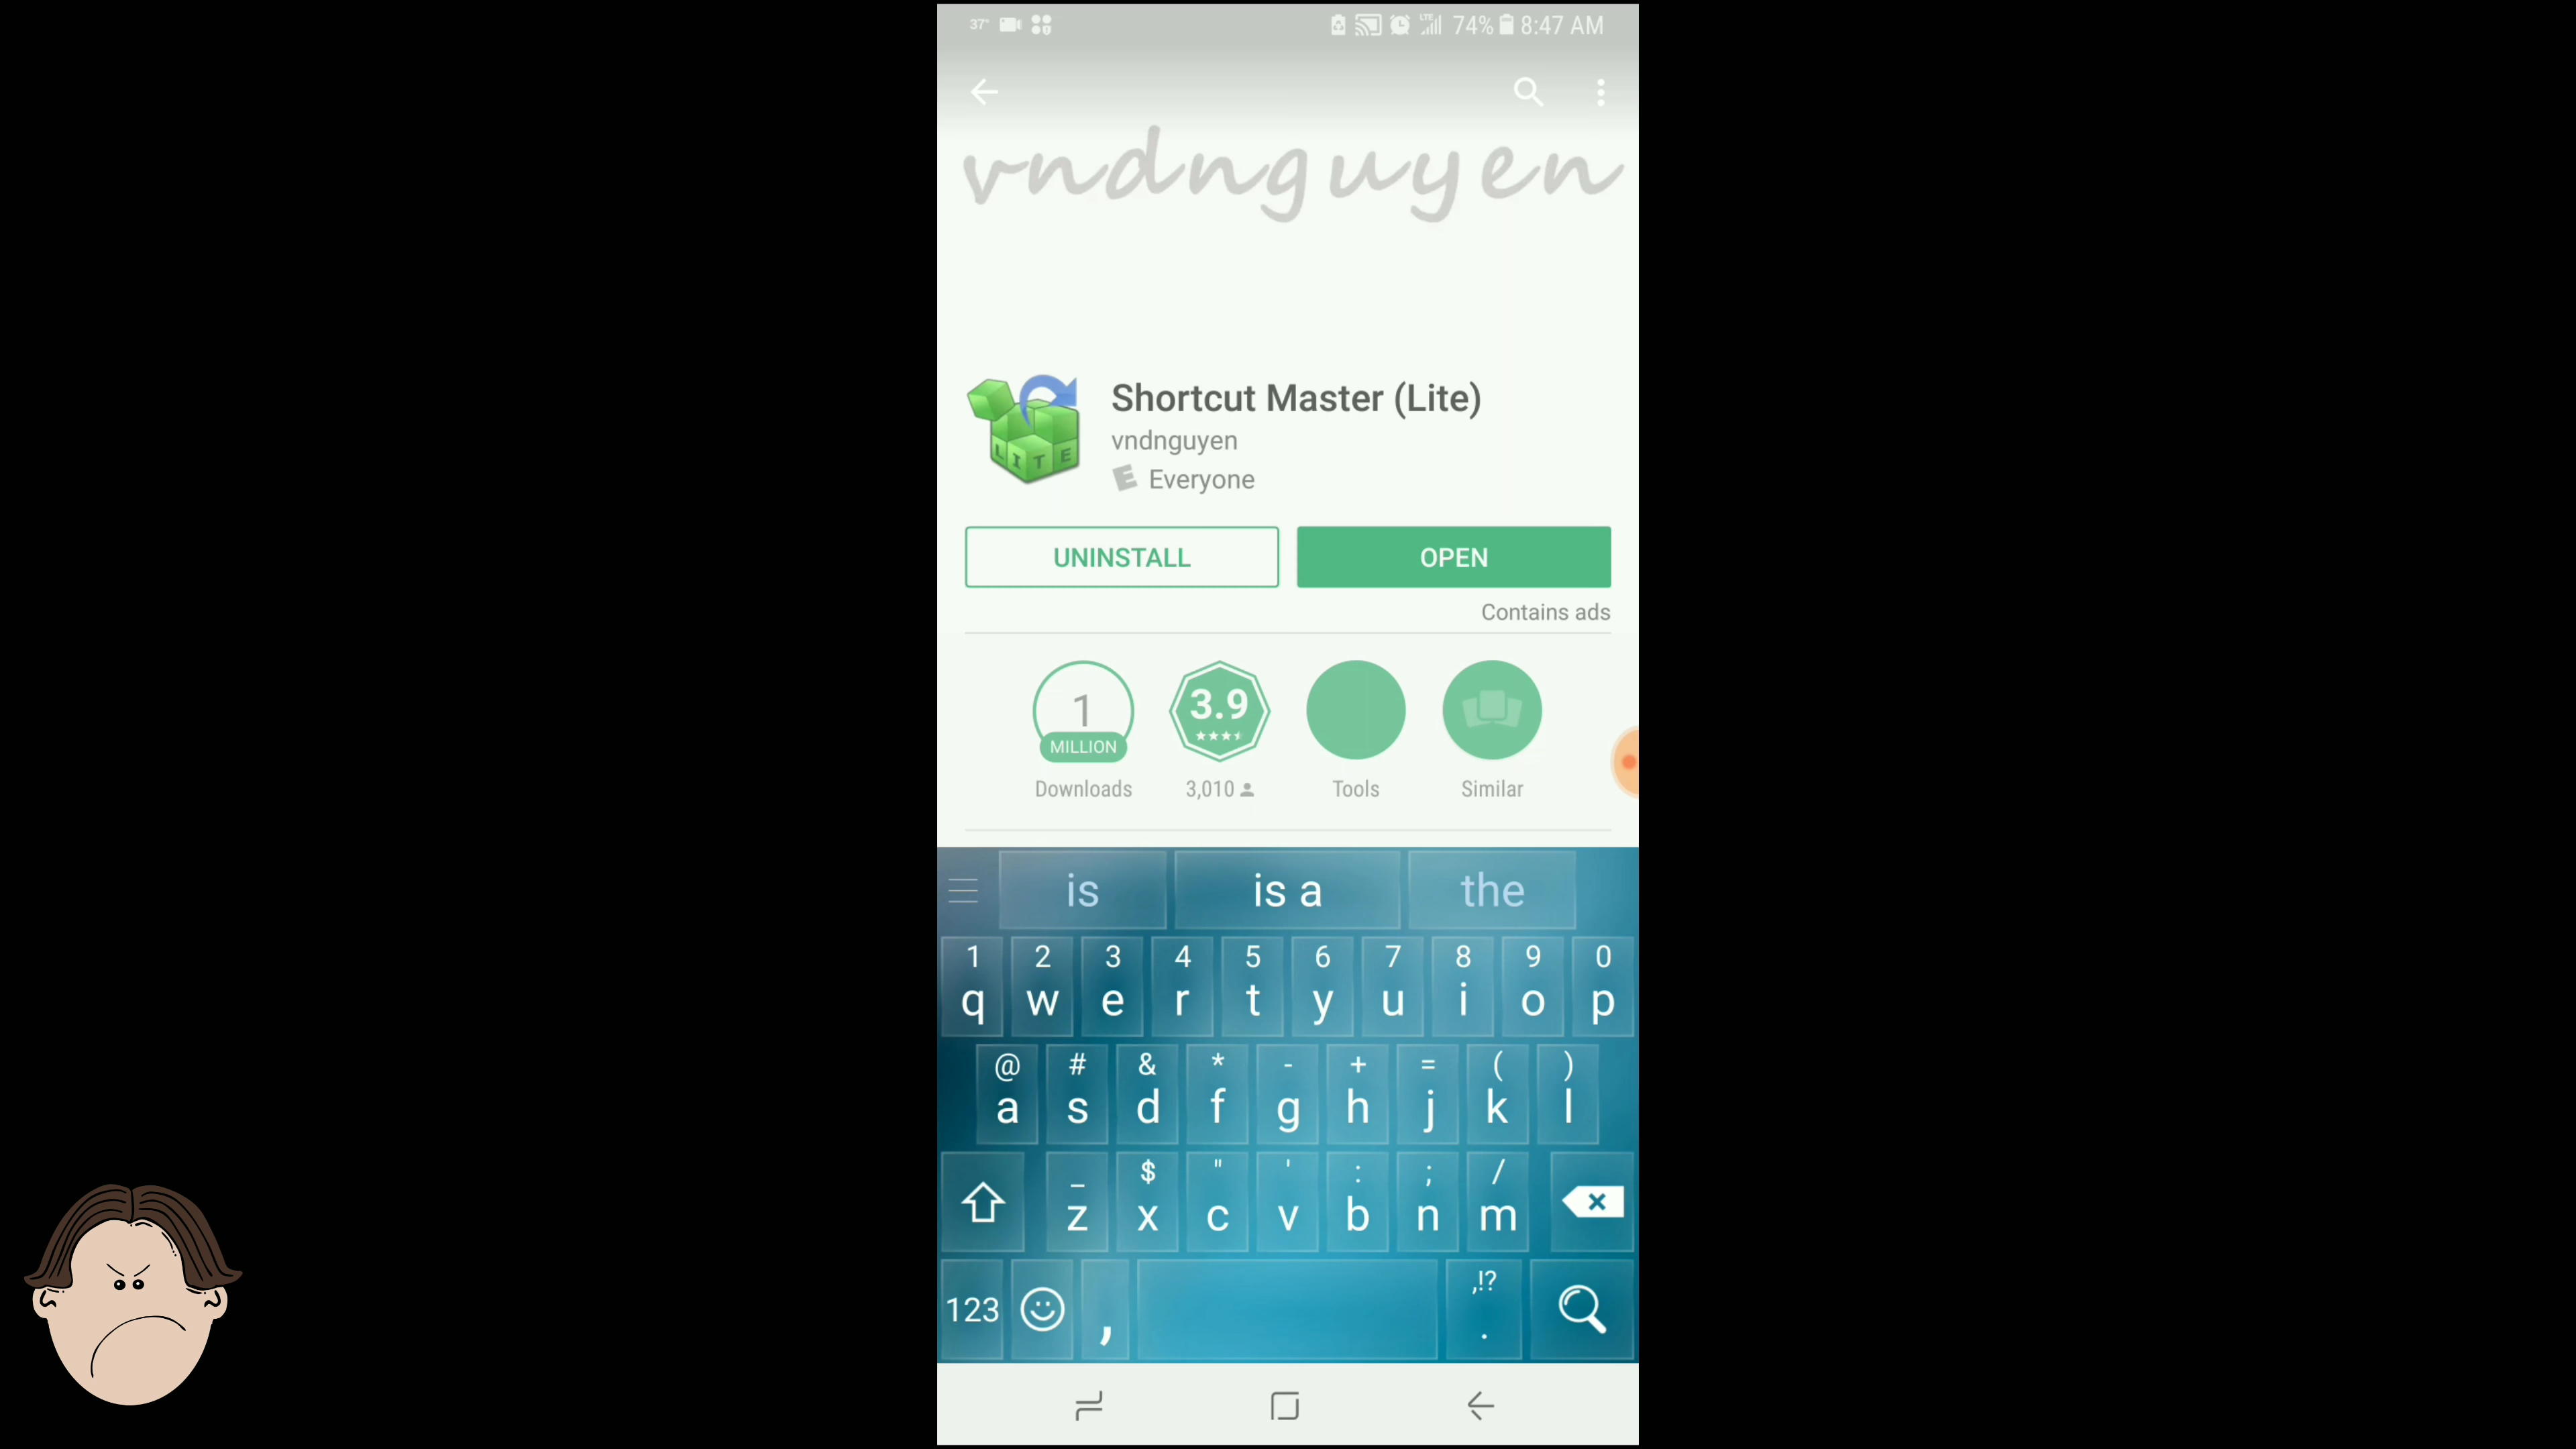 37° LTE 74% 8:47 AM
vndnguyen
Shortcut Master (Lite)
vndnguyen
E Everyone
LITE
UNINSTALL OPEN
Contains ads
1 3.9
MILLION
Downloads 3,010 Tools Similar
is is a the
1 2 3 4 5 6 7 8 9 0
q w e r t y u i o p
@ # & * - + = ( )
a s d f g h j k l
_ $ " ' : ; /
z x c v b n m
,!?
123 , .